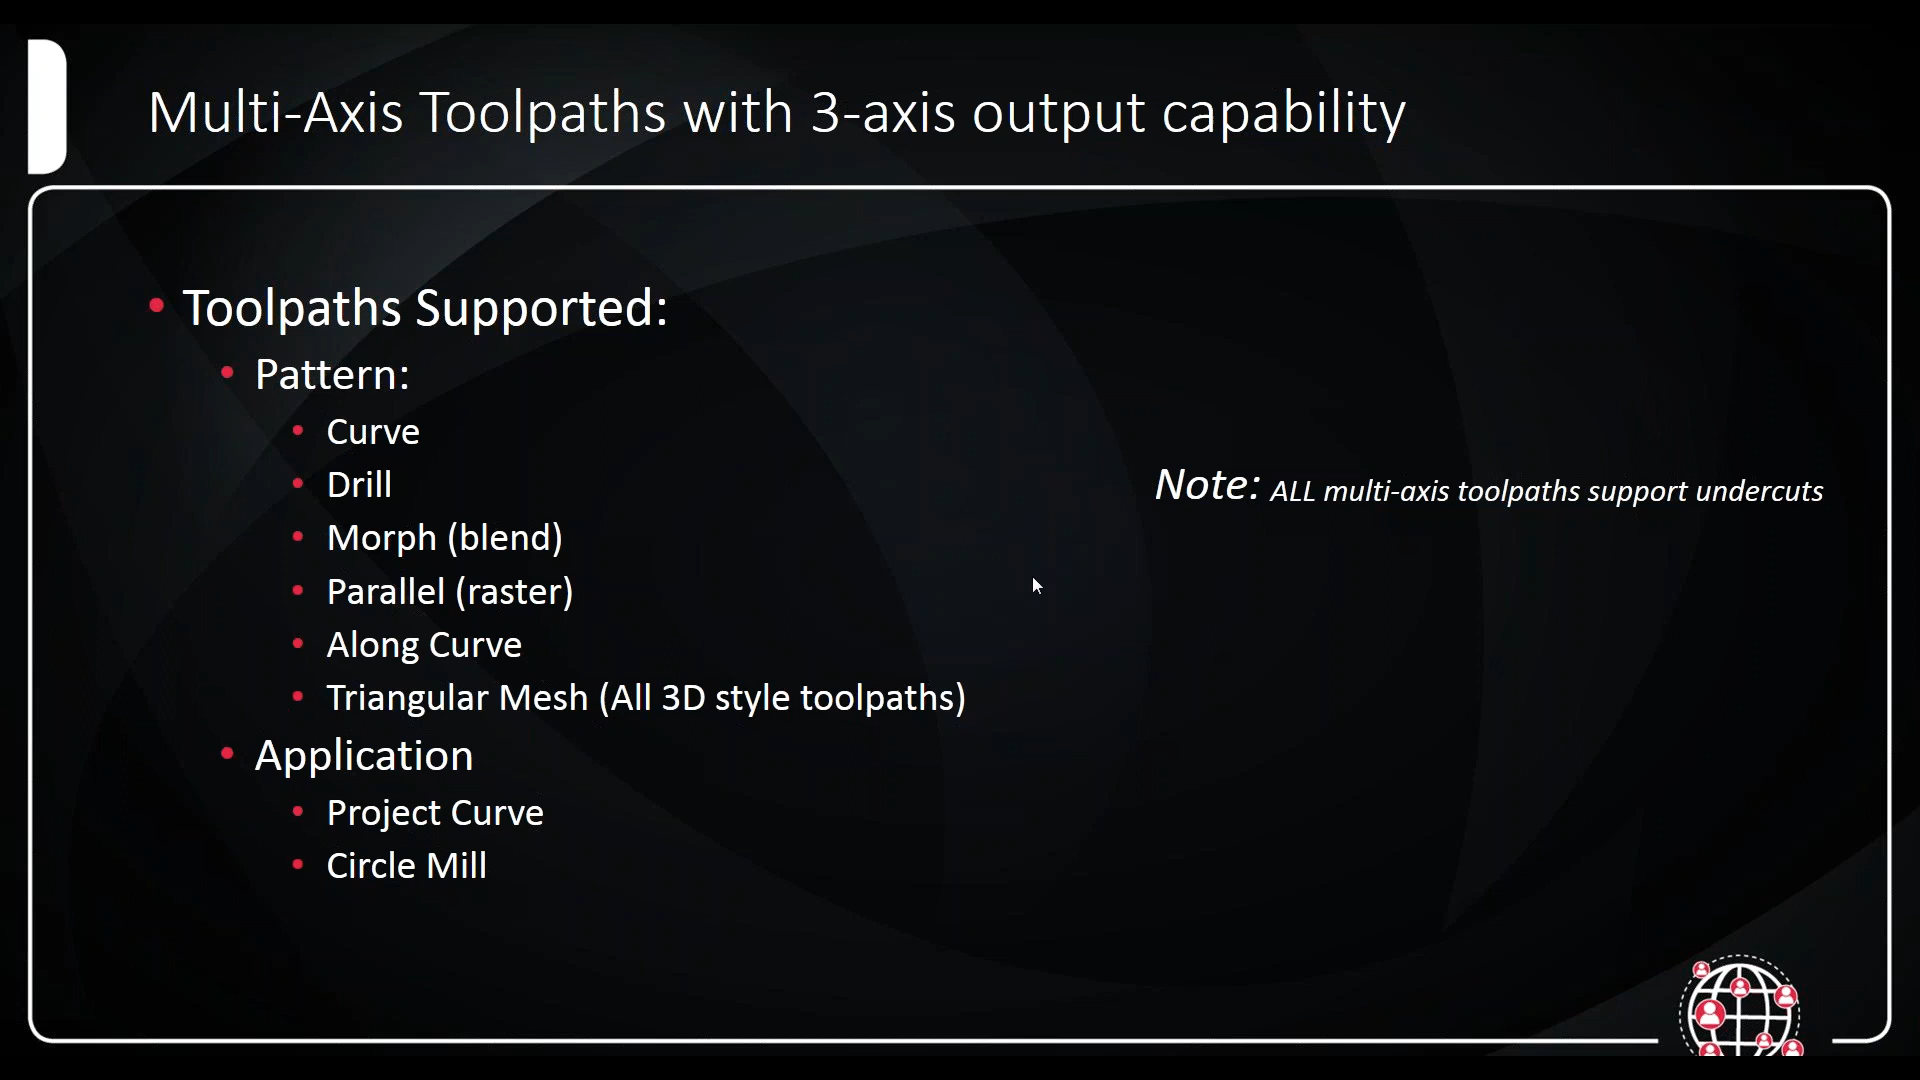 Multi-Axis Toolpaths with 3-axis output capability
Toolpaths Supported:
Pattern:
Curve
Drill
Morph (blend)
Parallel (raster)
Along Curve
Triangular Mesh (All 3D style toolpaths)
Application
Project Curve
Circle Mill
Note: ALL multi-axis toolpaths support undercuts